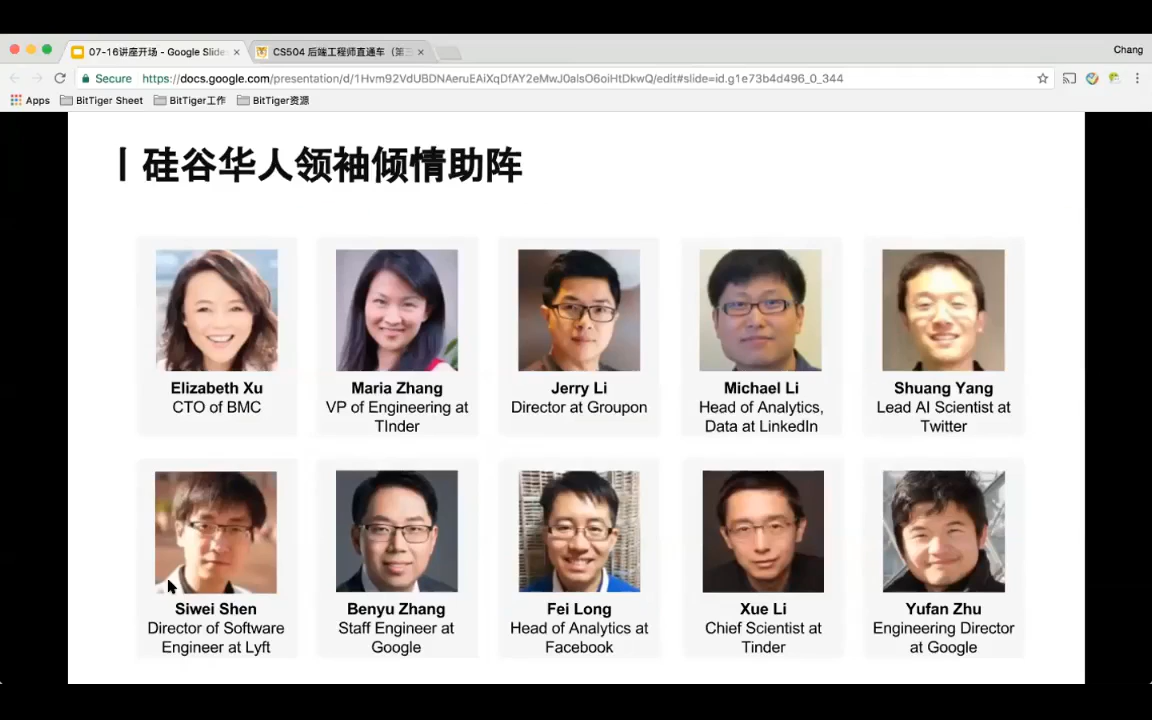 07-16讲座开场 - Google Slide
CS504 后端工程师直通车（第三
Chang
Secure https://docs.google.com/presentation/d/1Hvm92VdUBDNAeruEAiXqDfAY2eMwJ0alsO6oiHtDkwQ/edit#slide=id.g1e73b4d496_0_344
Apps BitTiger Sheet BitTiger工作 BitTiger资源
硅谷华人领袖倾情助阵
Elizabeth Xu
CTO of BMC
Maria Zhang
VP of Engineering at
TInder
Jerry Li
Director at Groupon
Michael Li
Head of Analytics,
Data at LinkedIn
Shuang Yang
Lead AI Scientist at
Twitter
Siwei Shen
Director of Software
Engineer at Lyft
Benyu Zhang
Staff Engineer at
Google
Fei Long
Head of Analytics at
Facebook
Xue Li
Chief Scientist at
Tinder
Yufan Zhu
Engineering Director
at Google